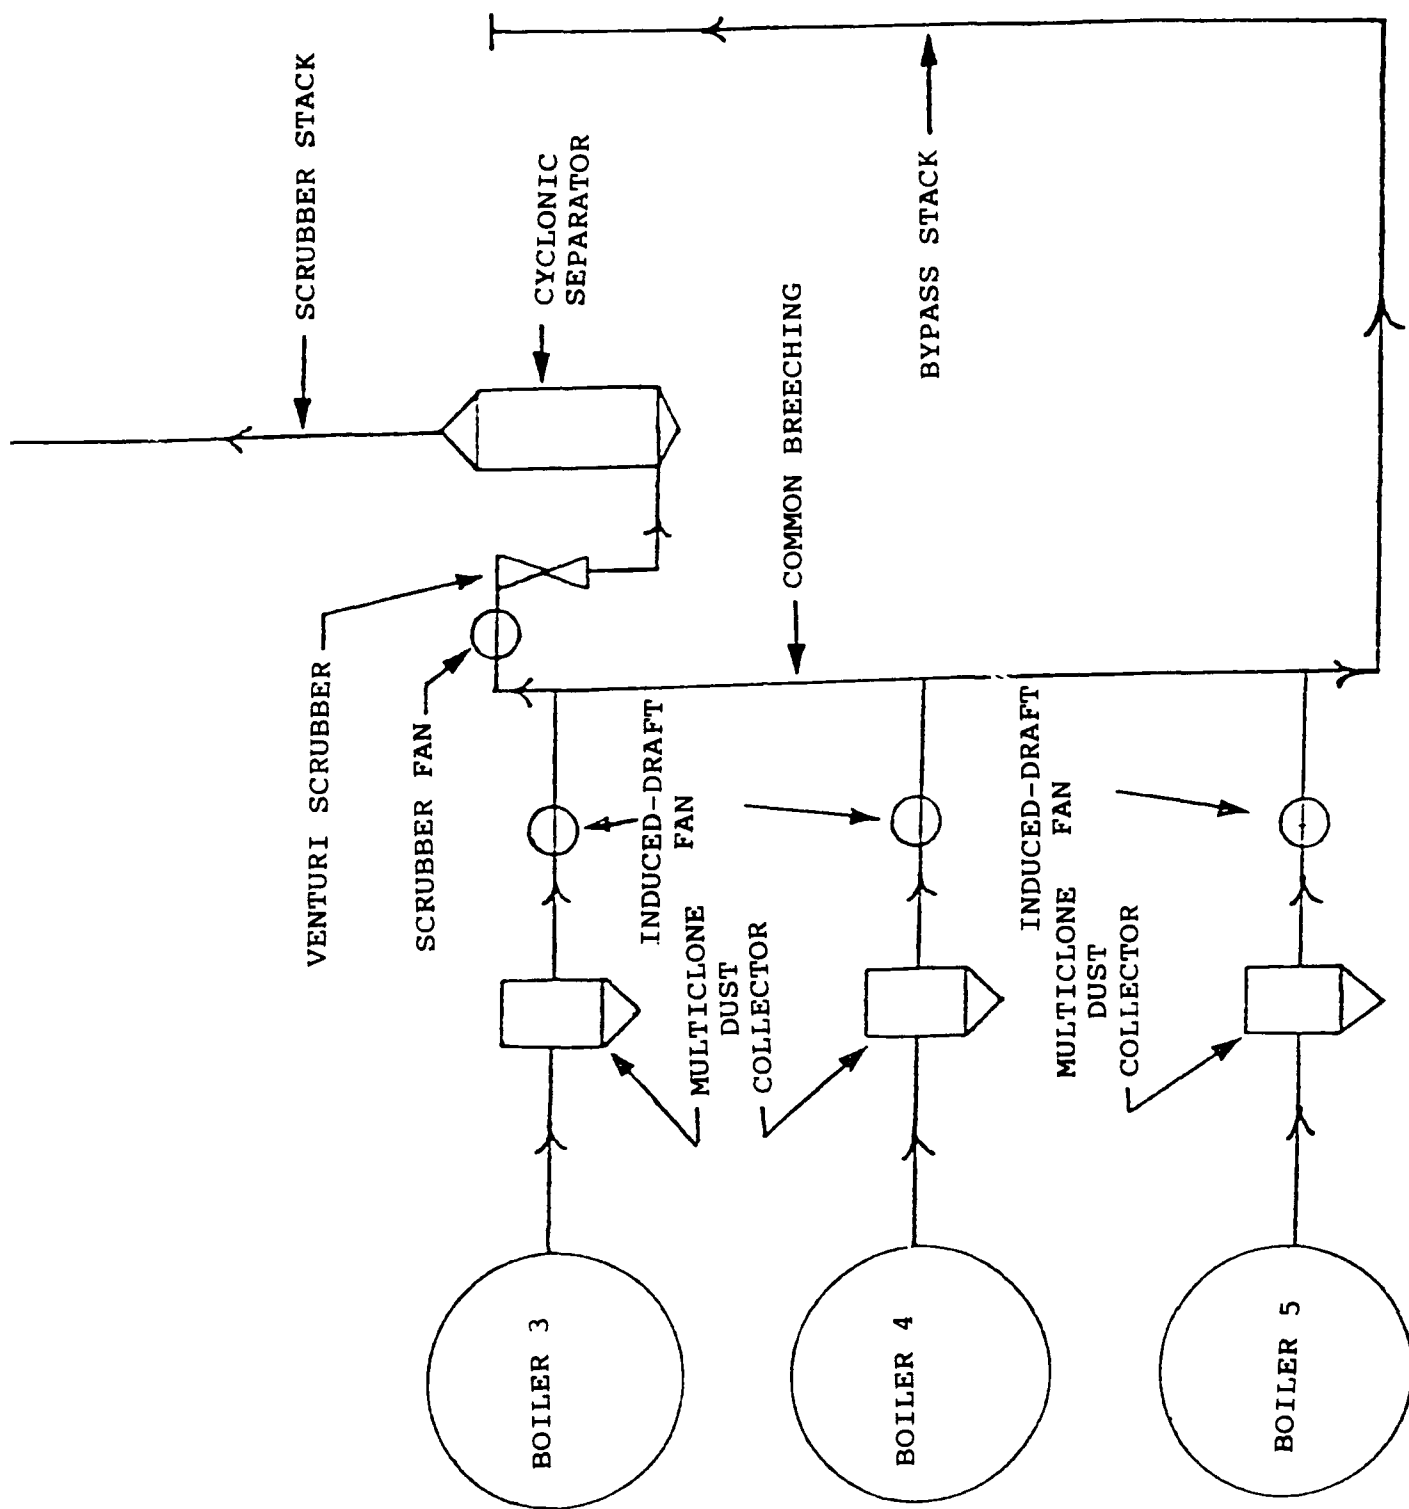 SCRUBBER STACK
CYCLONIC
SEPARATOR
BYPASS STACK
COMMON BREECHING
VENTURI SCRUBBER
SCRUBBER FAN
INDUCED-DRAFT
FAN
INDUCED-DRAFT
FAN
MULTICLONE
DUST
COLLECTOR
MULTICLONE
DUST
COLLECTOR
BOILER 3
BOILER 4
BOILER 5